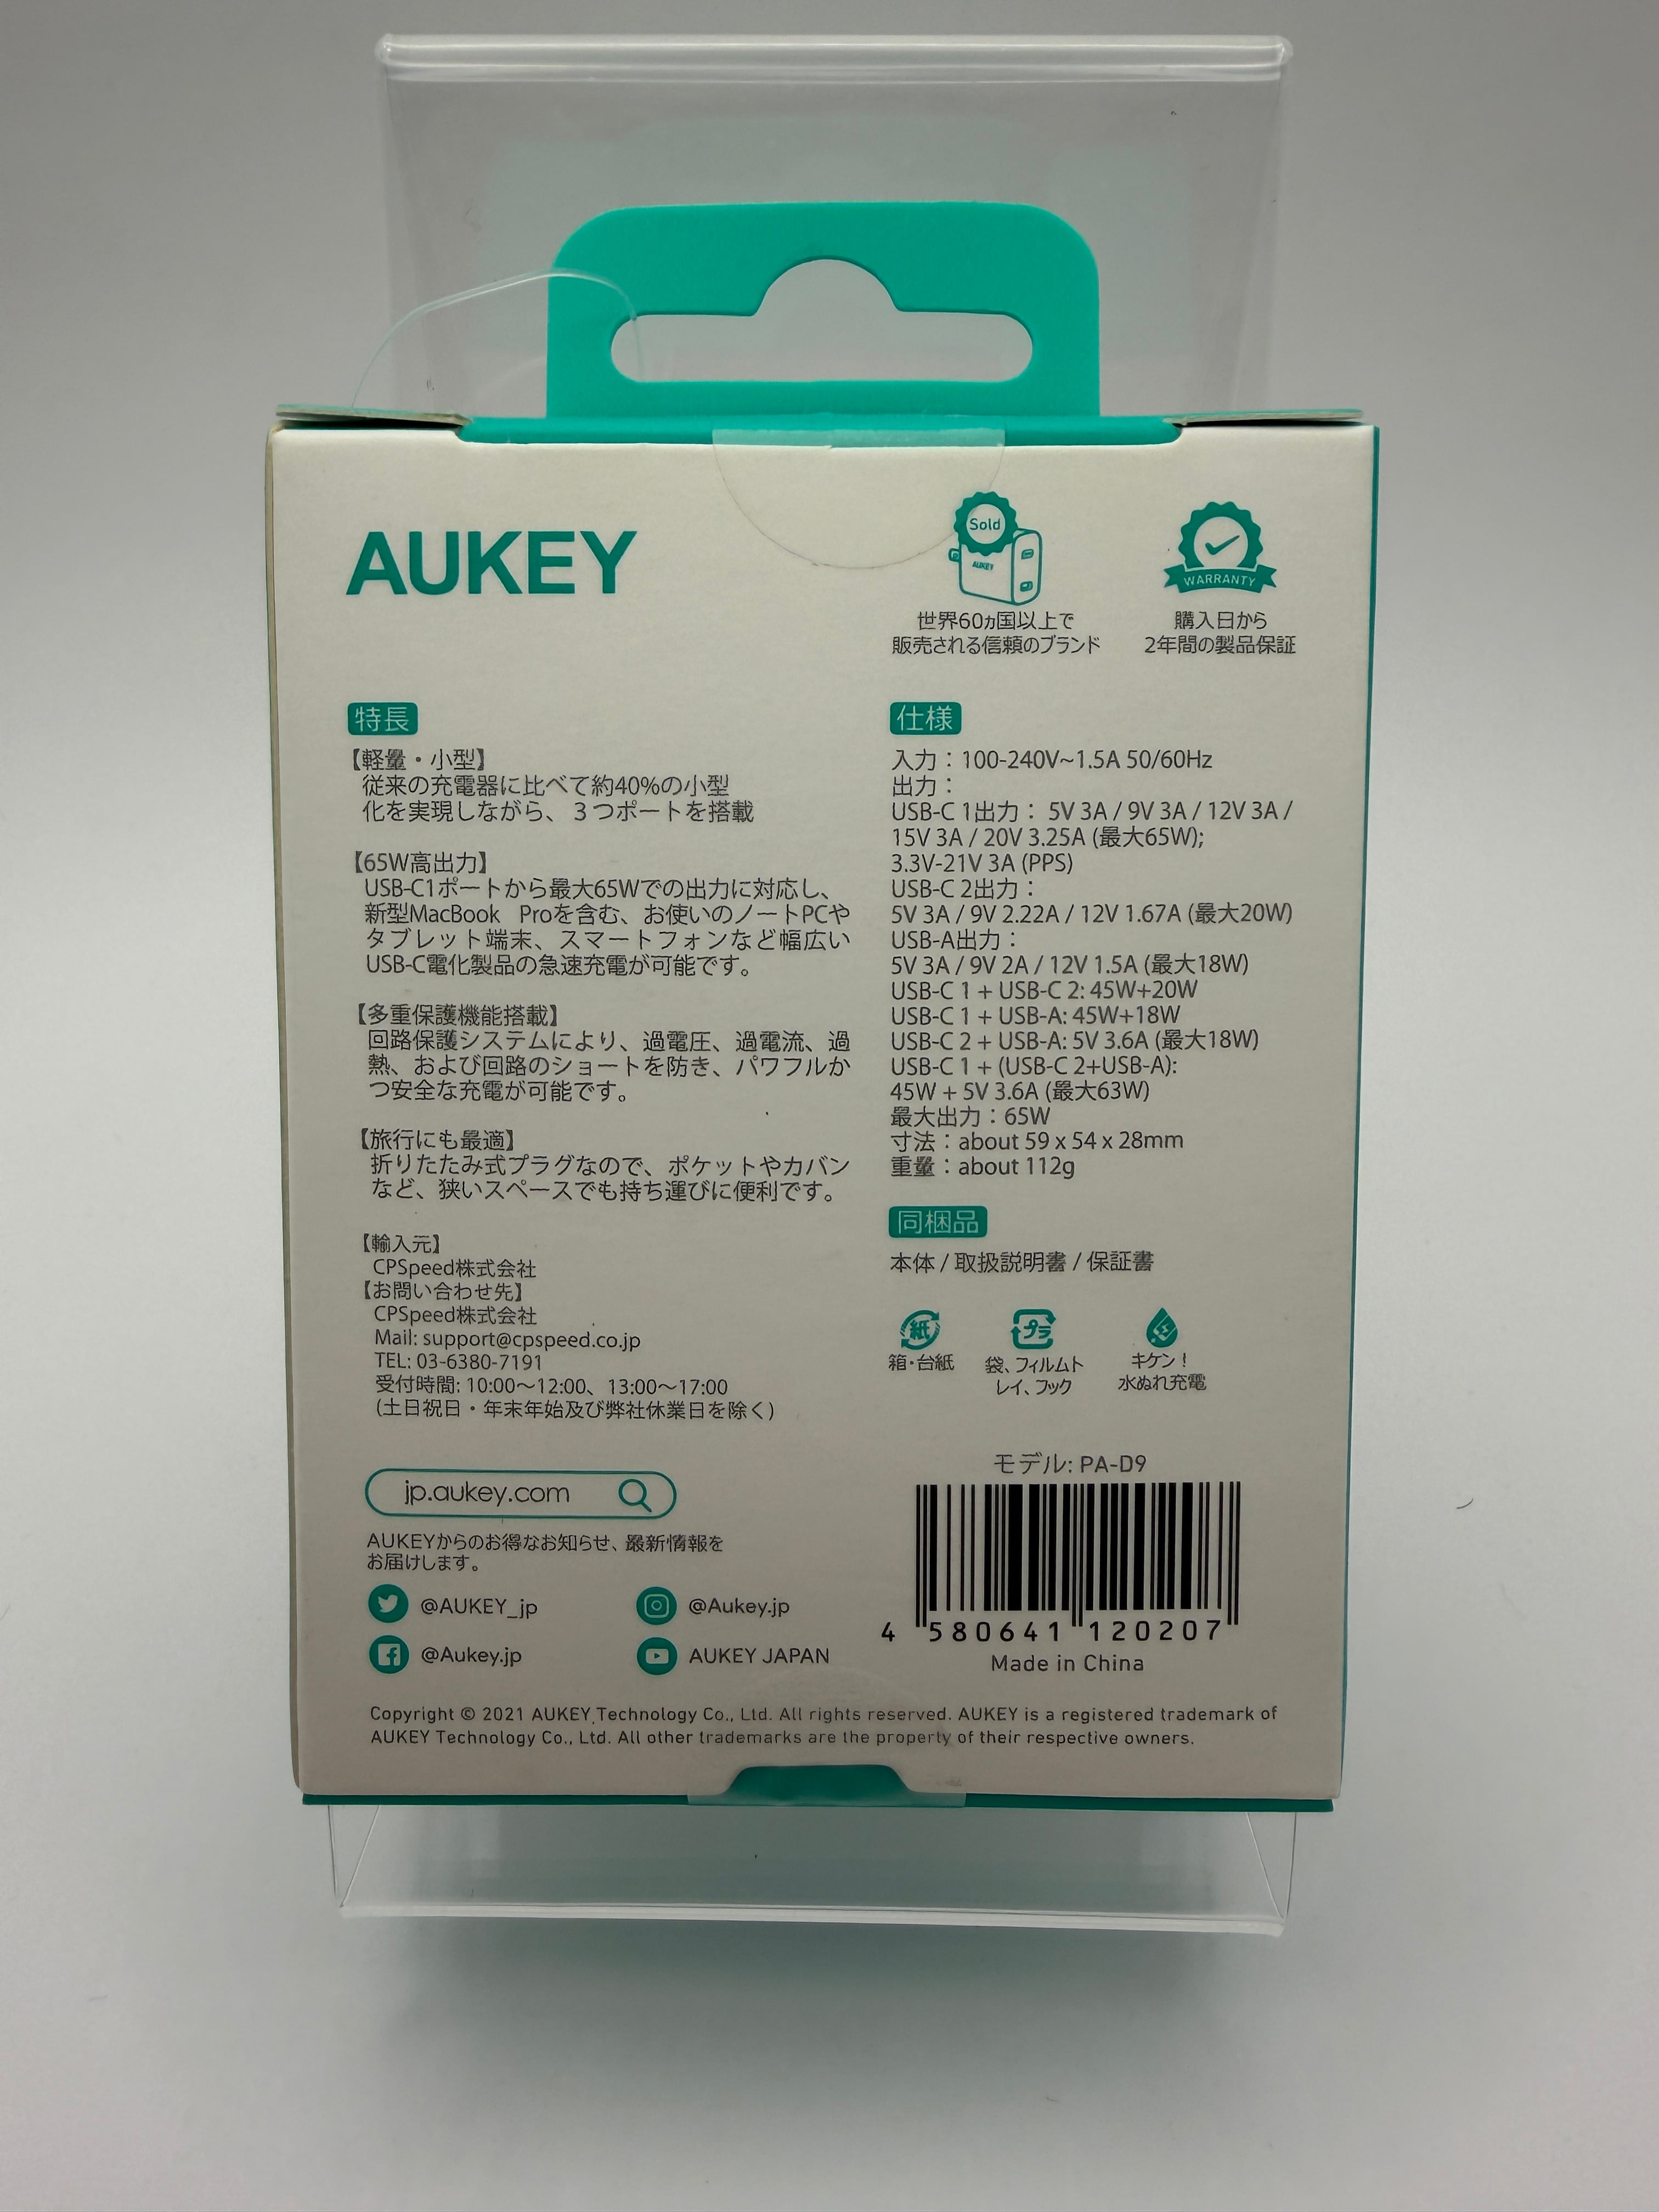 AUKEY
Sold
AUKEY
世界60ヵ国以上で
販売される信頼のブランド
WARRANTY
購入日から
2年間の製品保証
特長
【軽量・小型】
従来の充電器に比べて約40%の小型
化を実現しながら、３つポートを搭載
【65W高出力】
USB-C1ポートから最大65Wでの出力に対応し、
新型MacBook Proを含む、お使いのノートPCや
タブレット端末、スマートフォンなど幅広い
USB-C電化製品の急速充電が可能です。
【多重保護機能搭載】
回路保護システムにより、過電圧、過電流、過
熱、および回路のショートを防ぎ、パワフルか
つ安全な充電が可能です。
【旅行にも最適】
折りたたみ式プラグなので、ポケットやカバン
など、狭いスペースでも持ち運びに便利です。
【輸入元】
CPSpeed株式会社
【お問い合わせ先】
CPSpeed株式会社
Mail: support@cpspeed.co.jp
TEL: 03-6380-7191
受付時間: 10:00～12:00、13:00～17:00
(土日祝日・年末年始及び弊社休業日を除く)
jp.aukey.com
AUKEYからのお得なお知らせ、最新情報を
お届けします。
@AUKEY_jp
@Aukey.jp
@Aukey.jp
AUKEY JAPAN
仕様
入力：100-240V~1.5A 50/60Hz
出力：
USB-C 1出力： 5V 3A / 9V 3A / 12V 3A /
15V 3A / 20V 3.25A (最大65W);
3.3V-21V 3A (PPS)
USB-C 2出力：
5V 3A / 9V 2.22A / 12V 1.67A (最大20W)
USB-A出力：
5V 3A / 9V 2A / 12V 1.5A (最大18W)
USB-C 1 + USB-C 2: 45W+20W
USB-C 1 + USB-A: 45W+18W
USB-C 2 + USB-A: 5V 3.6A (最大18W)
USB-C 1 + (USB-C 2+USB-A):
45W + 5V 3.6A (最大63W)
最大出力：65W
寸法：about 59 x 54 x 28mm
重量：about 112g
同梱品
本体 / 取扱説明書 / 保証書
紙
箱・台紙
プラ
袋、フィルムト
レイ、フック
キケン！
水ぬれ充電
モデル: PA-D9
4 580641 120207
Made in China
Copyright © 2021 AUKEY Technology Co., Ltd. All rights reserved. AUKEY is a registered trademark of
AUKEY Technology Co., Ltd. All other trademarks are the property of their respective owners.